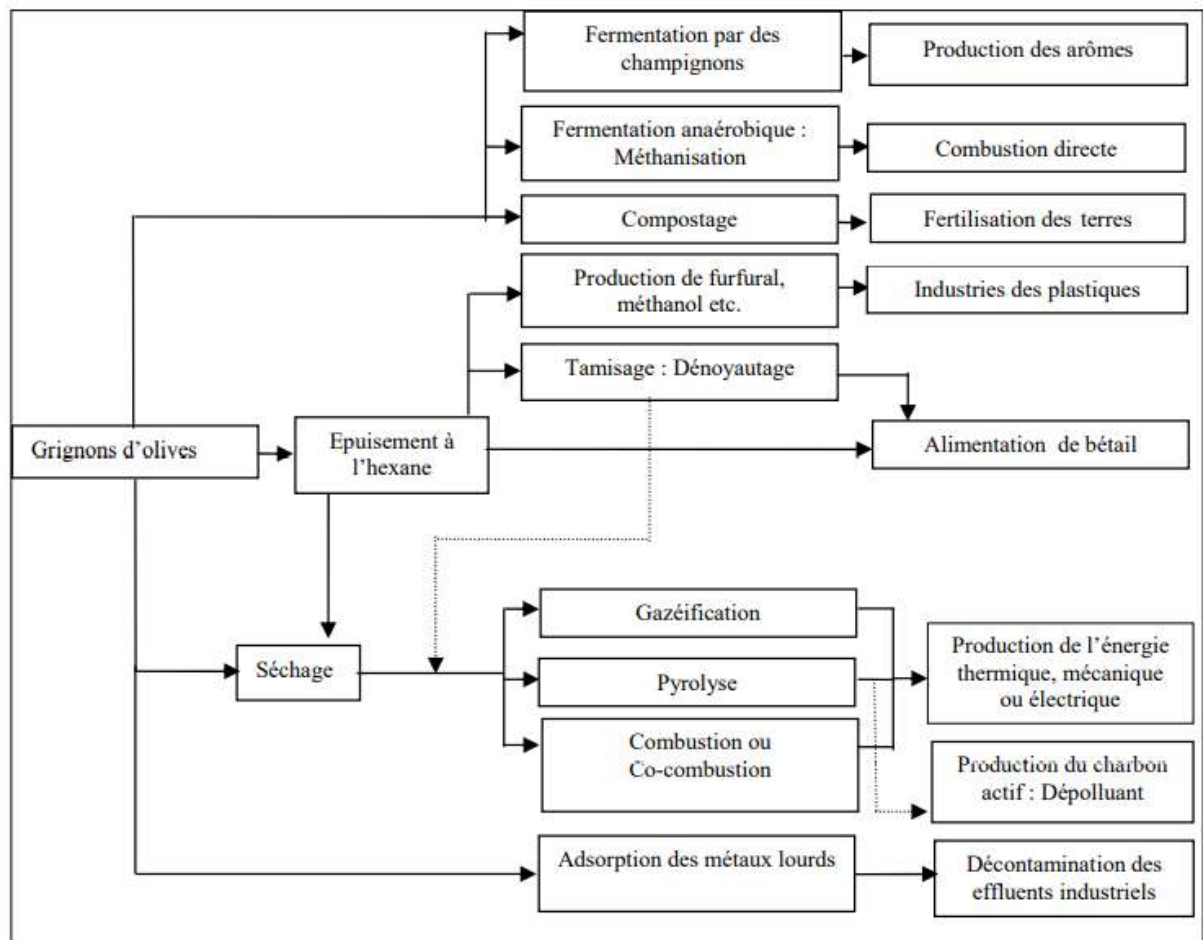 Fermentation par des
champignons
Production des arômes
Fermentation anaérobique :
Méthanisation
Combustion directe
Compostage
Fertilisation des terres
Production de furfural,
méthanol etc.
Industries des plastiques
Tamisage : Dénoyautage
Grignons d'olives
Epuisement à
l'hexane
Alimentation de bétail
Gazéification
Séchage
Pyrolyse
Production de l'énergie
thermique, mécanique
ou électrique
Combustion ou
Co-combustion
Production du charbon
actif : Dépolluant
Adsorption des métaux lourds
Décontamination des
effluents industriels